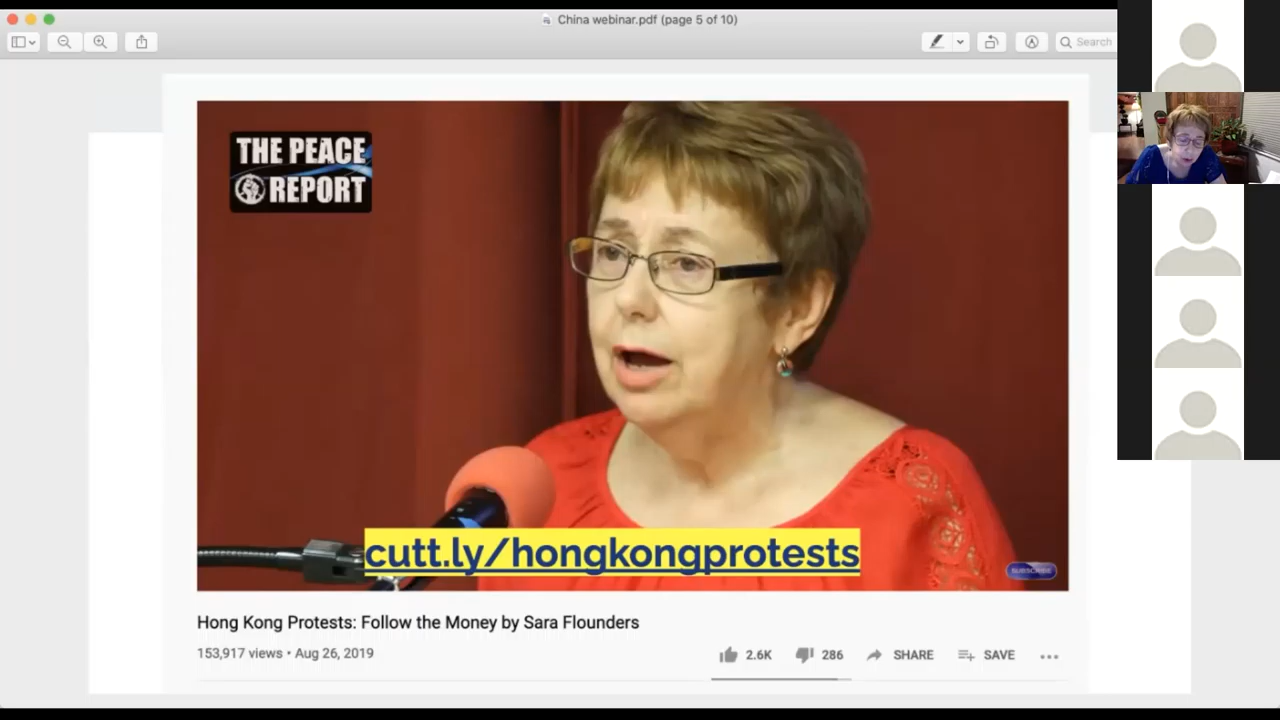 China webinar.pdf (page 5 of 10)
Search
THE PEACE
REPORT
cutt.ly/hongkongprotests
SUBSCRIBE
Hong Kong Protests: Follow the Money by Sara Flounders
153,917 views • Aug 26, 2019
2.6K
286
SHARE
SAVE